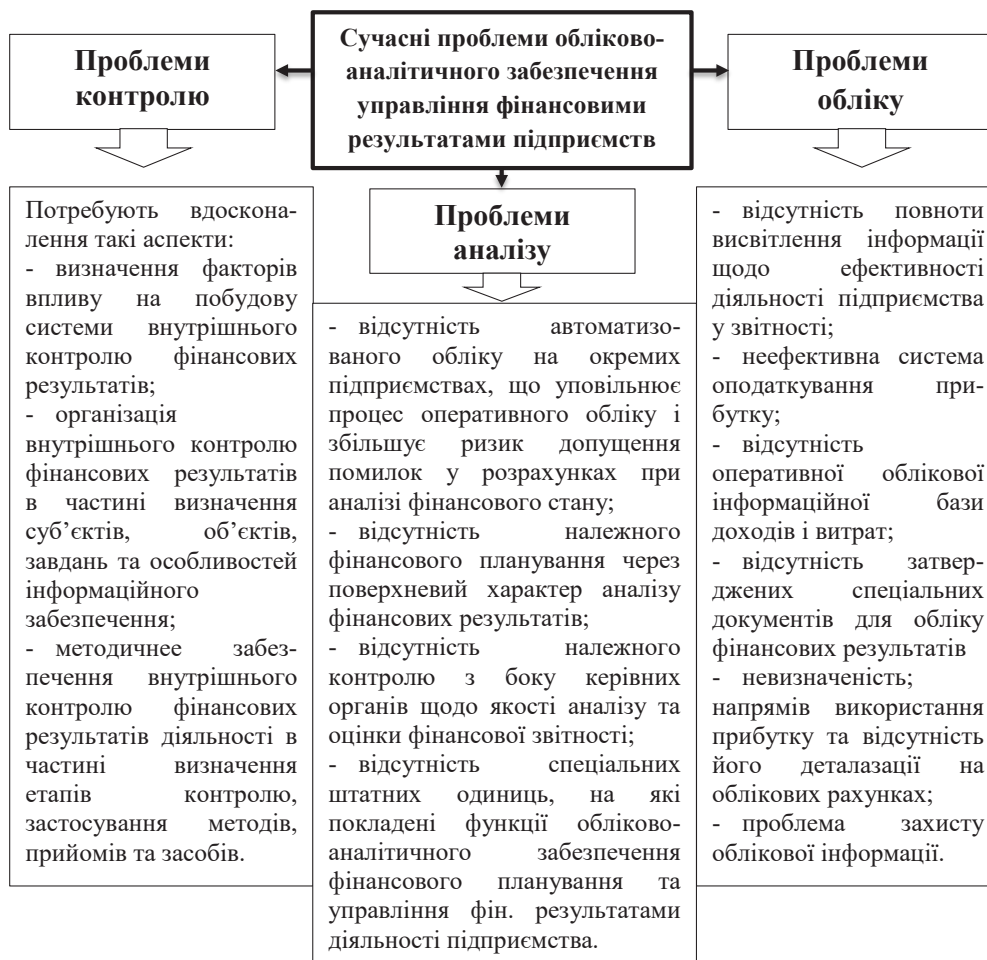 Сучасні проблеми обліково-
аналітичного забезпечення
управління фінансовими
результатами підприємств
Проблеми
контролю
Потребують вдоскона-
лення такі аспекти:
- визначення факторів
впливу на побудову
системи внутрішнього
контролю фінансових
результатів;
- організація
внутрішнього контролю
фінансових результатів
в частині визначення
суб’єктів, об’єктів,
завдань та особливостей
інформаційного
забезпечення;
- методичнее забез-
печення внутрішнього
контролю фінансових
результатів діяльності в
частині визначення
етапів контролю,
застосування методів,
прийомів та засобів.
Проблеми
аналізу
- відсутність автоматизо-
ваного обліку на окремих
підприємствах, що уповільнює
процес оперативного обліку і
збільшує ризик допущення
помилок у розрахунках при
аналізі фінансового стану;
- відсутність належного
фінансового планування через
поверхневий характер аналізу
фінансових результатів;
- відсутність належного
контролю з боку керівних
органів щодо якості аналізу та
оцінки фінансової звітності;
- відсутність спеціальних
штатних одиниць, на які
покладені функції обліково-
аналітичного забезпечення
фінансового планування та
управління фін. результатами
діяльності підприємства.
Проблеми
обліку
- відсутність повноти
висвітлення інформації
щодо ефективності
діяльності підприємства
у звітності;
- неефективна система
оподаткування при-
бутку;
- відсутність
оперативної облікової
інформаційної бази
доходів і витрат;
- відсутність затвер-
джених спеціальних
документів для обліку
фінансових результатів
- невизначеність;
напрямів використання
прибутку та відсутність
його деталазації на
облікових рахунках;
- проблема захисту
облікової інформації.